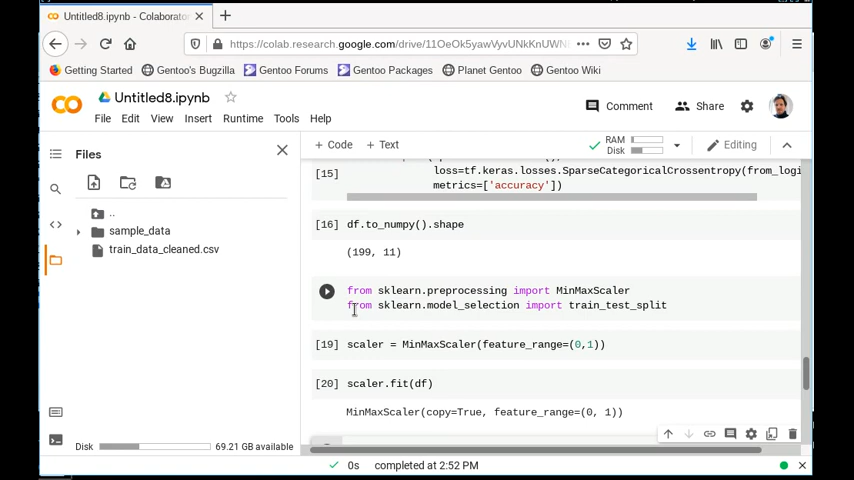 Untitled8.ipynb - Colaborator
https://colab.research.google.com/drive/11OeOk5yawVyvUNkKnUWN
Getting Started Gentoo's Bugzilla Gentoo Forums Gentoo Packages Planet Gentoo Gentoo Wiki
Untitled8.ipynb
Comment Share
File Edit View Insert Runtime Tools Help
+ Code + Text
RAM
Disk
Editing
Files
..
sample_data
train_data_cleaned.csv
Disk 69.21 GB available
loss=tf.keras.losses.SparseCategoricalCrossentropy(from_logi
[15] metrics=['accuracy'])
[16] df.to_numpy().shape
(199, 11)
from sklearn.preprocessing import MinMaxScaler
from sklearn.model_selection import train_test_split
[19] scaler = MinMaxScaler(feature_range=(0,1))
[20] scaler.fit(df)
MinMaxScaler(copy=True, feature_range=(0, 1))
0s completed at 2:52 PM